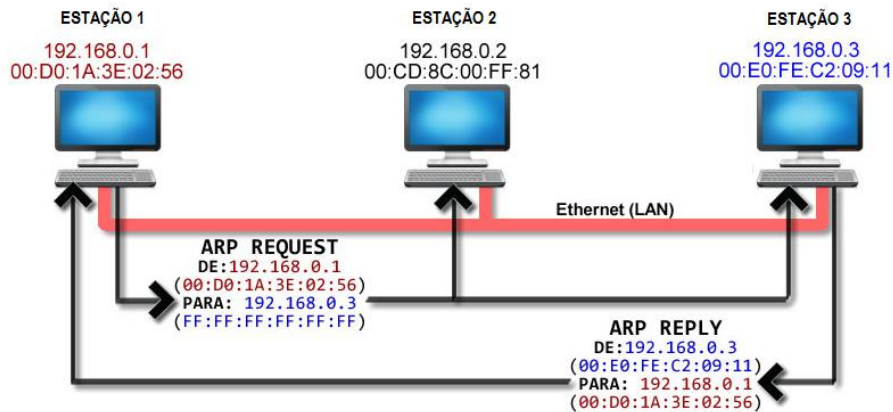 ESTAÇÃO 1
192.168.0.1
00:D0:1A:3E:02:56
ESTAÇÃO 2
192.168.0.2
00:CD:8C:00:FF:81
ESTAÇÃO 3
192.168.0.3
00:E0:FE:C2:09:11
Ethernet (LAN)
ARP REQUEST
DE:192.168.0.1
(00:D0:1A:3E:02:56)
PARA: 192.168.0.3
(FF:FF:FF:FF:FF:FF)
ARP REPLY
DE:192.168.0.3
(00:E0:FE:C2:09:11)
PARA: 192.168.0.1
(00:D0:1A:3E:02:56)